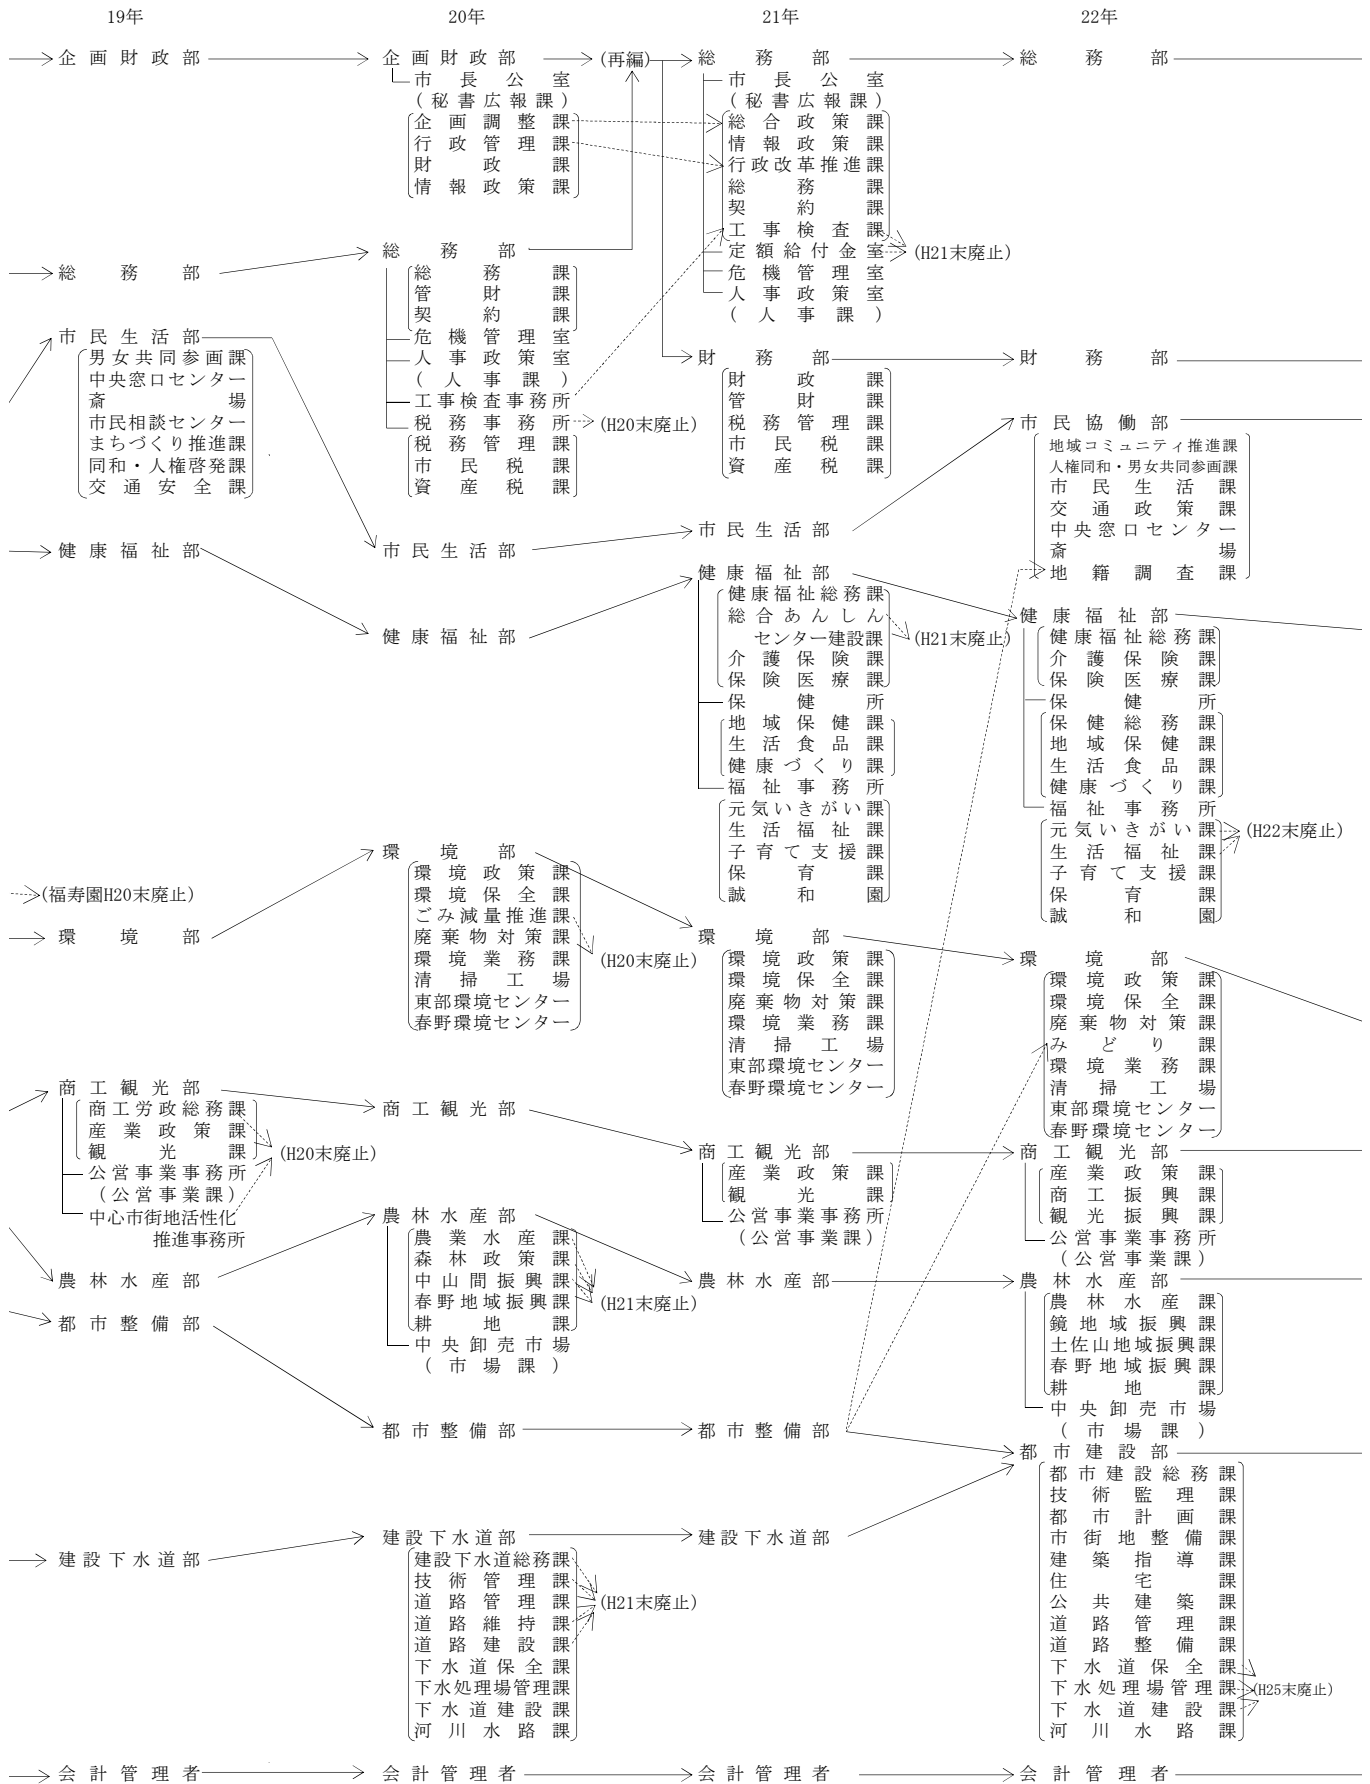 19年
20年
21年
22年
企画財政部
総務部
市民生活部
男女共同参画課
中央窓口センター
斎場
市民相談センター
まちづくり推進課
同和・人権啓発課
交通安全課
健康福祉部
(福寿園H20末廃止)
環境部
商工観光部
商工労政総務課
産業政策課
観光課
(H20末廃止)
公営事業事務所
(公営事業課)
中心市街地活性化
推進事務所
農林水産部
都市整備部
建設下水道部
会計管理者
企画財政部
(再編)
市長公室
(秘書広報課)
企画調整課
行政管理課
財政課
情報政策課
総務部
総務課
管財課
契約課
危機管理室
人事政策室
(人事課)
工事検査事務所
税務事務所
(H20末廃止)
税務管理課
市民税課
資産税課
市民生活部
健康福祉部
環境部
環境政策課
環境保全課
ごみ減量推進課
廃棄物対策課
(H20末廃止)
環境業務課
清掃工場
東部環境センター
春野環境センター
商工観光部
農林水産部
農業水産課
森林政策課
中山間振興課
春野地域振興課
(H21末廃止)
耕地課
中央卸売市場
(市場課)
都市整備部
建設下水道部
建設下水道総務課
技術管理課
道路管理課
(H21末廃止)
道路維持課
道路建設課
下水道保全課
下水処理場管理課
下水道建設課
河川水路課
会計管理者
総務部
市長公室
(秘書広報課)
総合政策課
情報政策課
行政改革推進課
総務課
契約課
工事検査課
定額給付金室
(H21末廃止)
危機管理室
人事政策室
(人事課)
財務部
財政課
管財課
税務管理課
市民税課
資産税課
市民生活部
健康福祉部
健康福祉総務課
総合あんしん
センター建設課
(H21末廃止)
介護保険課
保険医療課
保健所
地域保健課
生活食品課
健康づくり課
福祉事務所
元気いきがい課
生活福祉課
子育て支援課
保育課
誠和園
環境部
環境政策課
環境保全課
廃棄物対策課
環境業務課
清掃工場
東部環境センター
春野環境センター
商工観光部
産業政策課
観光課
公営事業事務所
(公営事業課)
農林水産部
都市整備部
建設下水道部
会計管理者
総務部
財務部
市民協働部
地域コミュニティ推進課
人権同和・男女共同参画課
市民生活課
交通政策課
中央窓口センター
斎場
地籍調査課
健康福祉部
健康福祉総務課
介護保険課
保険医療課
保健所
保健総務課
地域保健課
生活食品課
健康づくり課
福祉事務所
元気いきがい課
(H22末廃止)
生活福祉課
子育て支援課
保育課
誠和園
環境部
環境政策課
環境保全課
廃棄物対策課
みどり課
環境業務課
清掃工場
東部環境センター
春野環境センター
商工観光部
産業政策課
商工振興課
観光振興課
公営事業事務所
(公営事業課)
農林水産部
農林水産課
鏡地域振興課
土佐山地域振興課
春野地域振興課
耕地課
中央卸売市場
(市場課)
都市建設部
都市建設総務課
技術監理課
都市計画課
市街地整備課
建築指導課
住宅課
公共建築課
道路管理課
道路整備課
下水道保全課
下水処理場管理課
(H25末廃止)
下水道建設課
河川水路課
会計管理者